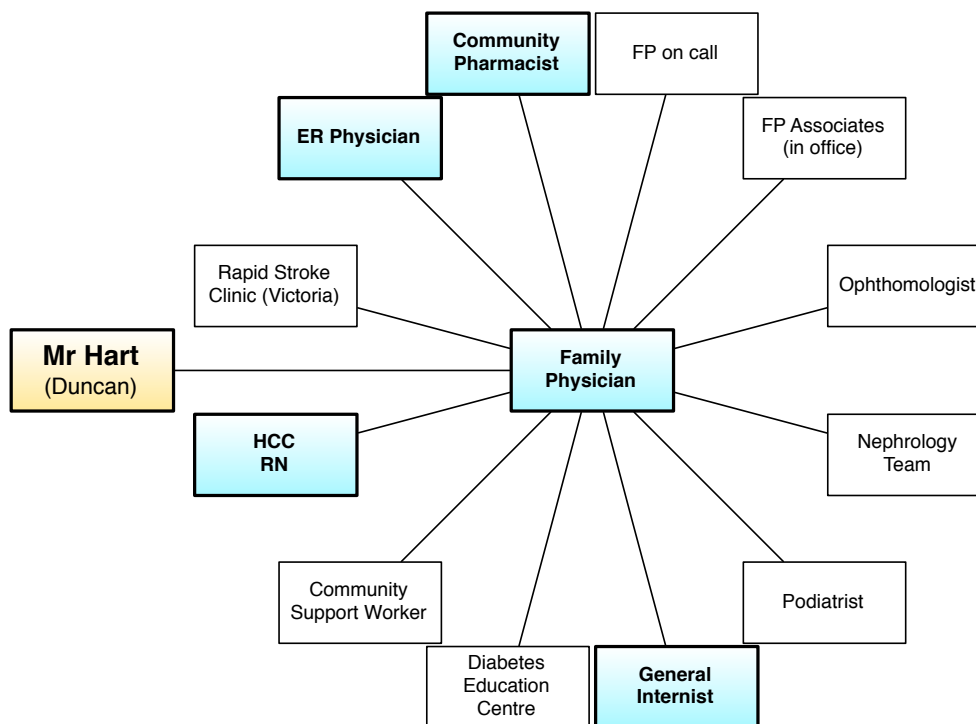 Community
Pharmacist
FP on call
ER Physician
FP Associates
(in office)
Rapid Stroke
Clinic (Victoria)
Ophthomologist
Mr Hart
(Duncan)
Family
Physician
HCC
RN
Nephrology
Team
Community
Support Worker
Podiatrist
Diabetes
Education
Centre
General
Internist